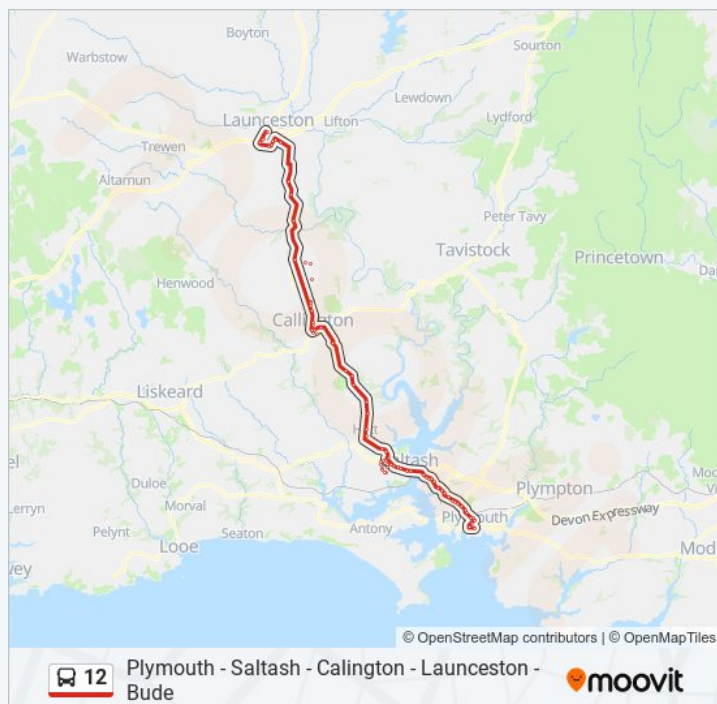 Boyton
Warbstow
Sourton
Lewdown
Lydford
Launceston
Lifton
Trewen
Altarnun
Peter Tavy
Tavistock
Princetown
Henwood
Callington
Liskeard
Saltash
Plympton
Duloe
Morval
Plymouth
Devon Expressway
Lerryn
Pelynt
Seaton
Antony
Looe
© OpenStreetMap contributors | © OpenMapTiles
12
Plymouth - Saltash - Calington - Launceston -
Bude
moovit